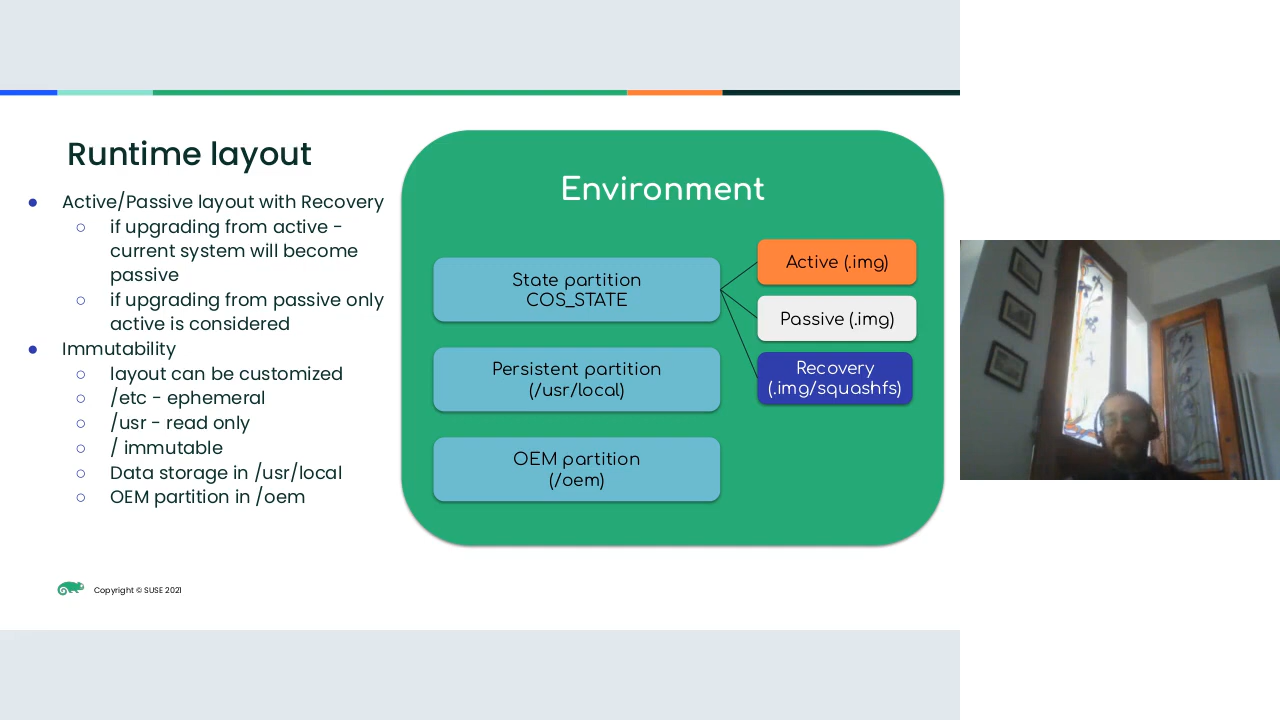 Runtime layout
● Active/Passive layout with Recovery
○ if upgrading from active -
current system will become
passive
○ if upgrading from passive only
active is considered
● Immutability
○ layout can be customized
○ /etc - ephemeral
○ /usr - read only
○ / immutable
○ Data storage in /usr/local
○ OEM partition in /oem
Environment
State partition
COS_STATE
Active (.img)
Passive (.img)
Recovery
(.img/squashfs)
Persistent partition
(/usr/local)
OEM partition
(/oem)
Copyright © SUSE 2021